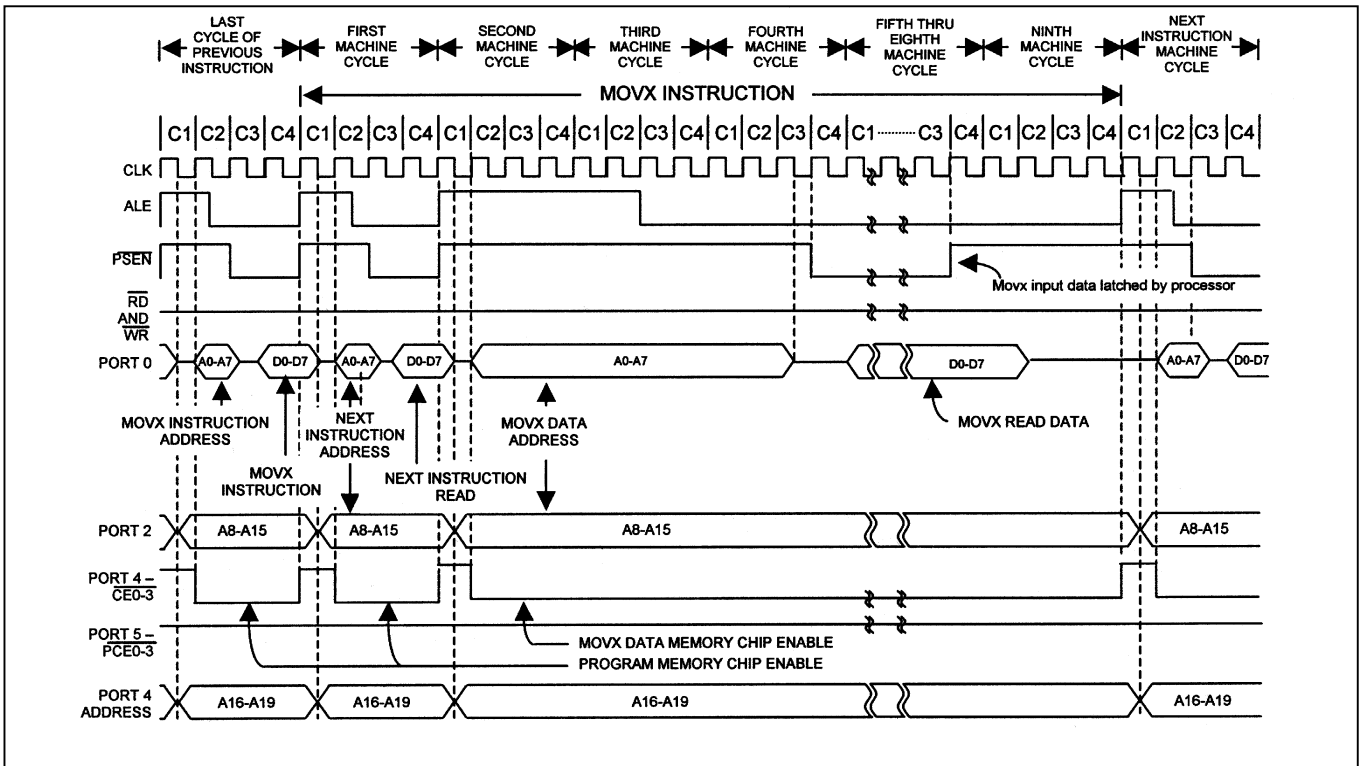 LAST
CYCLE OF
PREVIOUS
INSTRUCTION
FIRST
MACHINE
CYCLE
SECOND
MACHINE
CYCLE
THIRD
MACHINE
CYCLE
FOURTH
MACHINE
CYCLE
FIFTH THRU
EIGHTH
MACHINE
CYCLE
NINTH
MACHINE
CYCLE
NEXT
INSTRUCTION
MACHINE
CYCLE
MOVX INSTRUCTION
C1 C2 C3 C4 C1 C2 C3 C4 C1 C2 C3 C4 C1 C2 C3 C4 C1 C2 C3 C4 C1 ........ C3 C4 C1 C2 C3 C4 C1 C2 C3 C4
CLK
ALE
PSEN
Movx input data latched by processor
RD
AND
WR
PORT 0 A0-A7 D0-D7 A0-A7 D0-D7 A0-A7 D0-D7 A0-A7 D0-D7
MOVX INSTRUCTION
ADDRESS
NEXT
INSTRUCTION
ADDRESS
MOVX DATA
ADDRESS
MOVX READ DATA
MOVX
INSTRUCTION
NEXT INSTRUCTION
READ
PORT 2 A8-A15 A8-A15 A8-A15 A8-A15
PORT 4 –
CE0-3
PORT 5 –
PCE0-3
MOVX DATA MEMORY CHIP ENABLE
PROGRAM MEMORY CHIP ENABLE
PORT 4
ADDRESS
A16-A19 A16-A19 A16-A19 A16-A19